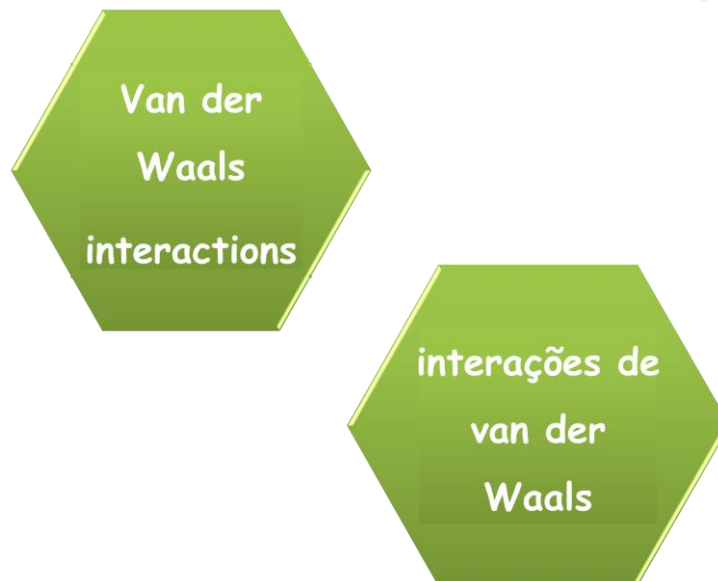 Van der
Waals
interactions
interações de
van der
Waals